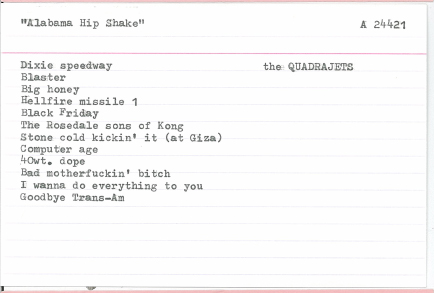 "Alabama Hip Shake" A 24421
Dixie speedway the QUADRAJETS
Blaster
Big honey
Hellfire missile 1
Black Friday
The Rosedale sons of Kong
Stone cold kickin' it (at Giza)
Computer age
40wt. dope
Bad motherfuckin' bitch
I wanna do everything to you
Goodbye Trans-Am